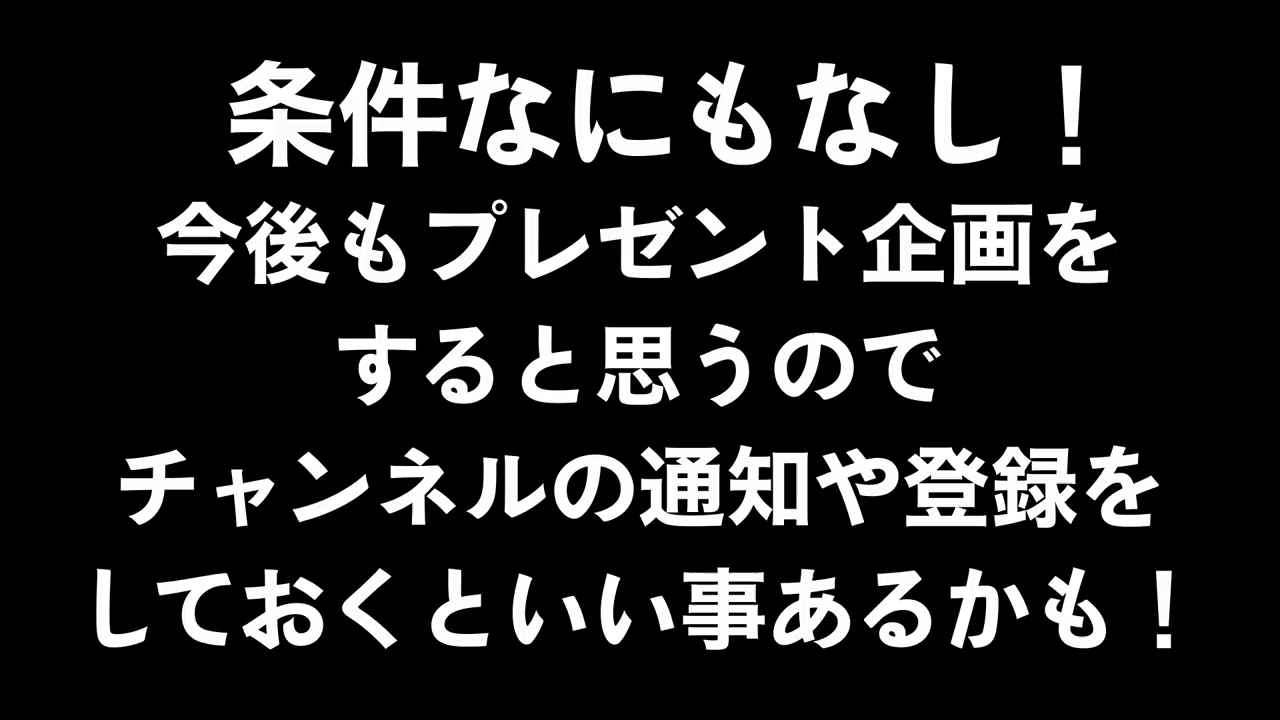 条件なにもなし！
今後もプレゼント企画を
すると思うので
チャンネルの通知や登録を
しておくといい事あるかも！